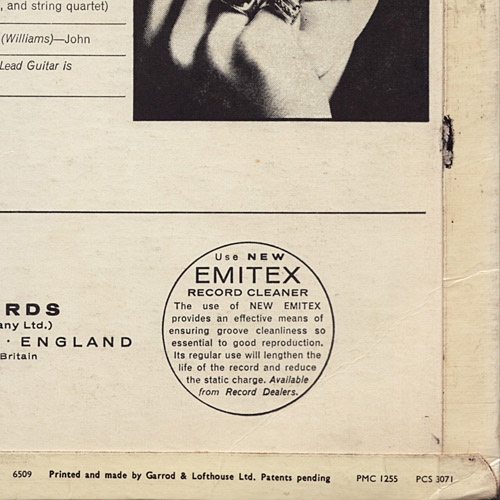 , and string quartet)
(Williams)—John
Lead Guitar is
Use NEW
EMITEX
RECORD CLEANER
The use of NEW EMITEX
provides an effective means of
ensuring groove cleanliness so
essential to good reproduction.
Its regular use will lengthen the
life of the record and reduce
the static charge. Available
from Record Dealers.
RDS
any Ltd.)
· ENGLAND
Britain
6509 Printed and made by Garrod & Lofthouse Ltd. Patents pending PMC 1255 PCS 3071